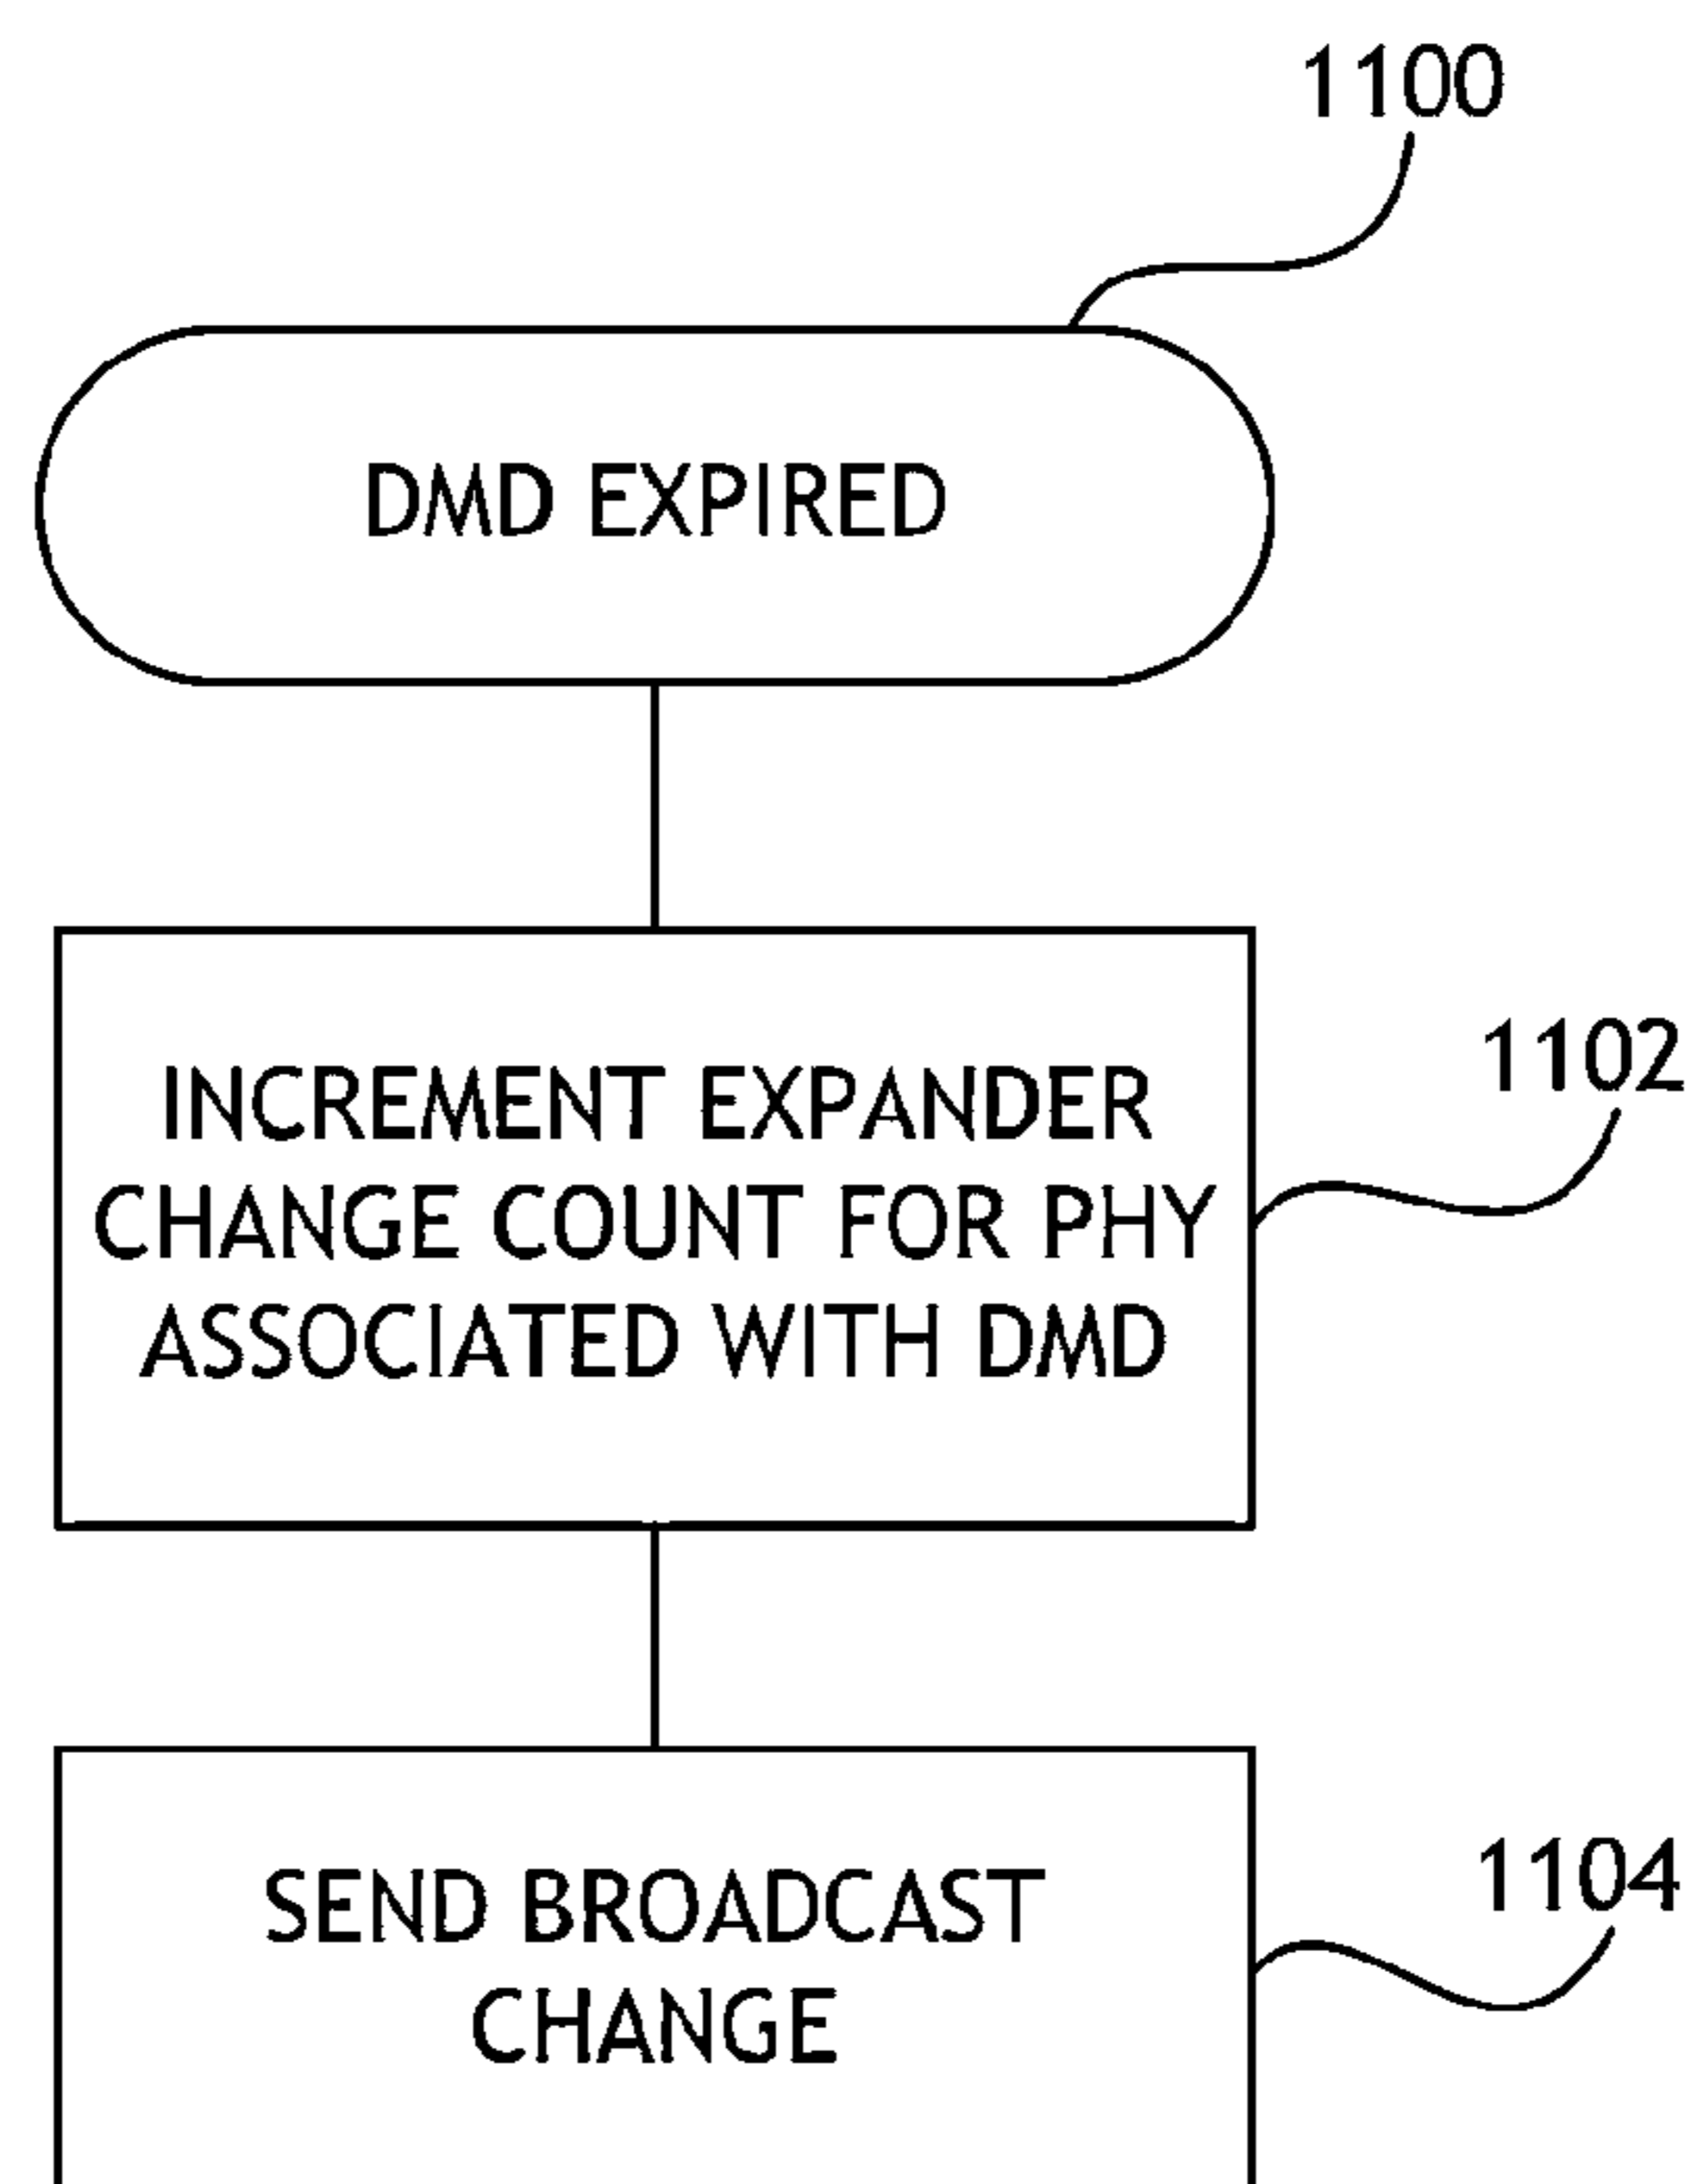 1100
DMD EXPIRED
INCREMENT EXPANDER
CHANGE COUNT FOR PHY
ASSOCIATED WITH DMD
1102
SEND BROADCAST
CHANGE
1104